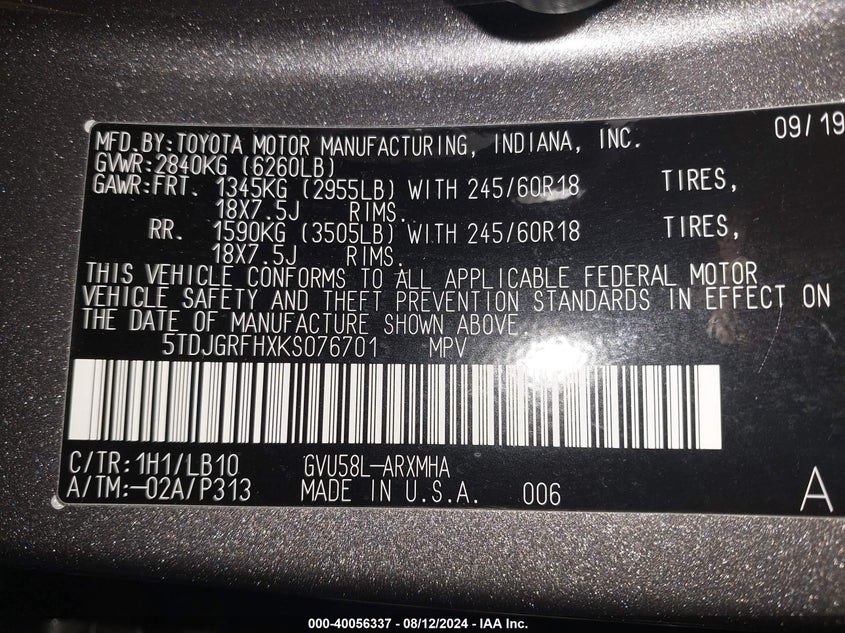 MFD.BY:TOYOTA MOTOR MANUFACTURING, INDIANA, INC. 09/19
GVWR:2840KG (6260LB)
GAWR:FRT. 1345KG (2955LB) WITH 245/60R18 TIRES,
18X7.5J RIMS.
RR. 1590KG (3505LB) WITH 245/60R18 TIRES,
18X7.5J RIMS.
THIS VEHICLE CONFORMS TO ALL APPLICABLE FEDERAL MOTOR
VEHICLE SAFETY AND THEFT PREVENTION STANDARDS IN EFFECT ON
THE DATE OF MANUFACTURE SHOWN ABOVE.
5TDJGRFHXKS076701 MPV
C/TR:1H1/LB10 GVU58L-ARXMHA
A/TM:-02A/P313 MADE IN U.S.A. 006 A
000-40056337 - 08/12/2024 - IAA Inc.